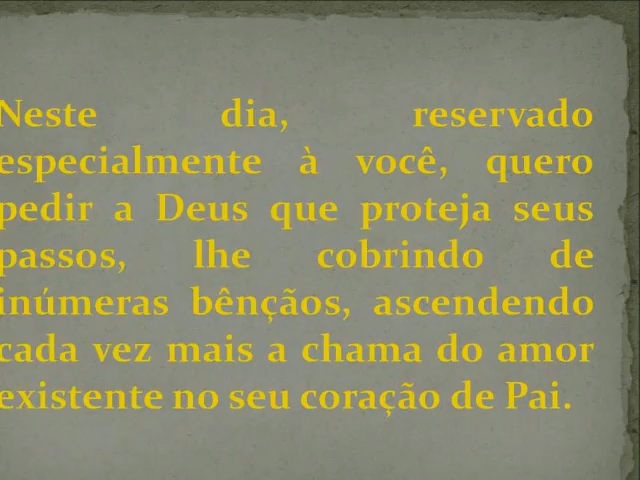 Neste dia, reservado
especialmente à você, quero
pedir a Deus que proteja seus
passos, lhe cobrindo de
inúmeras bênçãos, ascendendo
cada vez mais a chama do amor
existente no seu coração de Pai.